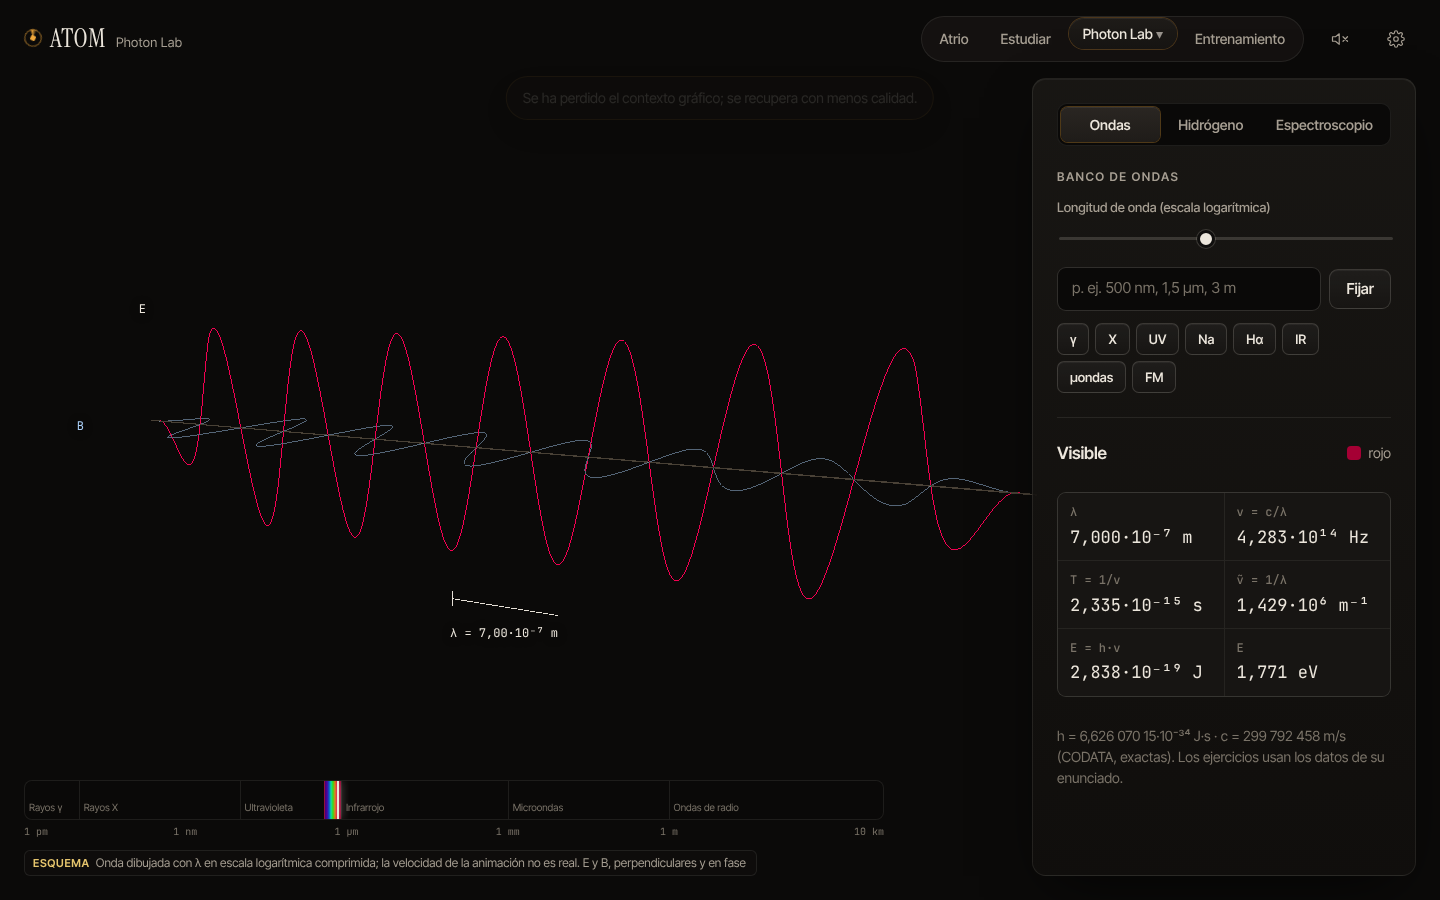 ATOM Photon Lab
Atrio Estudiar Photon Lab ▾ Entrenamiento
Se ha perdido el contexto gráfico; se recupera con menos calidad.
Ondas Hidrógeno Espectroscopio
BANCO DE ONDAS
Longitud de onda (escala logarítmica)
p. ej. 500 nm, 1,5 µm, 3 m
Fijar
γ X UV Na Hα IR
µondas FM
Visible
rojo
λ
7,000·10⁻⁷ m
ν = c/λ
4,283·10¹⁴ Hz
T = 1/ν
2,335·10⁻¹⁵ s
ν̃ = 1/λ
1,429·10⁶ m⁻¹
E = h·ν
2,838·10⁻¹⁹ J
E
1,771 eV
h = 6,626 070 15·10⁻³⁴ J·s · c = 299 792 458 m/s
(CODATA, exactas). Los ejercicios usan los datos de su
enunciado.
E
B
λ = 7,00·10⁻⁷ m
Rayos γ Rayos X Ultravioleta Infrarrojo Microondas Ondas de radio
1 pm 1 nm 1 µm 1 mm 1 m 10 km
ESQUEMA Onda dibujada con λ en escala logarítmica comprimida; la velocidad de la animación no es real. E y B, perpendiculares y en fase